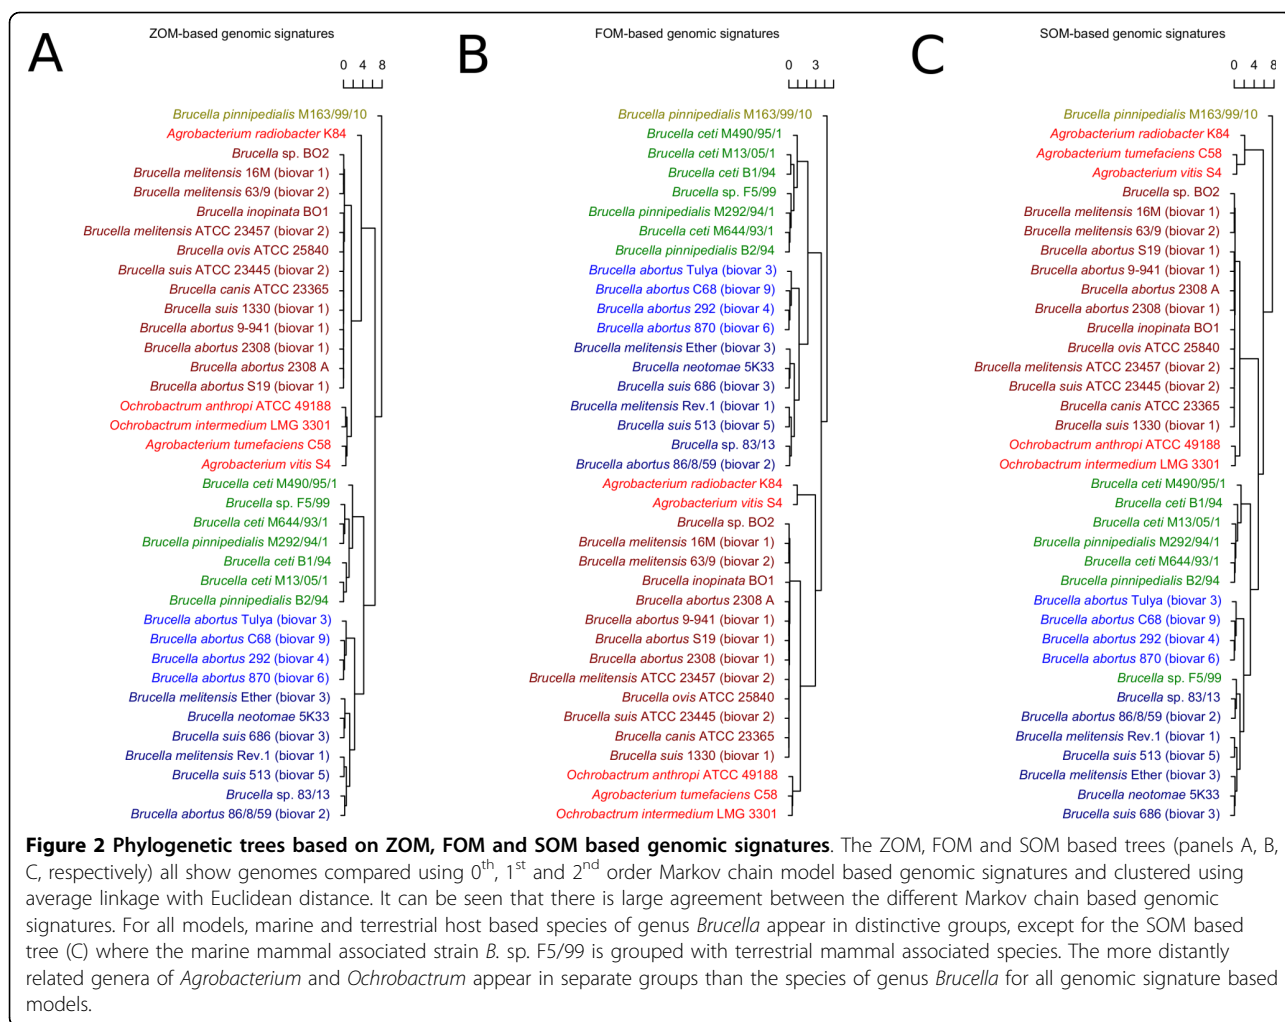 A
ZOM-based genomic signatures
0 4 8
Brucella pinnipedialis M163/99/10
Agrobacterium radiobacter K84
Brucella sp. BO2
Brucella melitensis 16M (biovar 1)
Brucella melitensis 63/9 (biovar 2)
Brucella inopinata BO1
Brucella melitensis ATCC 23457 (biovar 2)
Brucella ovis ATCC 25840
Brucella suis ATCC 23445 (biovar 2)
Brucella canis ATCC 23365
Brucella suis 1330 (biovar 1)
Brucella abortus 9-941 (biovar 1)
Brucella abortus 2308 (biovar 1)
Brucella abortus 2308 A
Brucella abortus S19 (biovar 1)
Ochrobactrum anthropi ATCC 49188
Ochrobactrum intermedium LMG 3301
Agrobacterium tumefaciens C58
Agrobacterium vitis S4
Brucella ceti M490/95/1
Brucella sp. F5/99
Brucella ceti M644/93/1
Brucella pinnipedialis M292/94/1
Brucella ceti B1/94
Brucella ceti M13/05/1
Brucella pinnipedialis B2/94
Brucella abortus Tulya (biovar 3)
Brucella abortus C68 (biovar 9)
Brucella abortus 292 (biovar 4)
Brucella abortus 870 (biovar 6)
Brucella melitensis Ether (biovar 3)
Brucella neotomae 5K33
Brucella suis 686 (biovar 3)
Brucella melitensis Rev.1 (biovar 1)
Brucella suis 513 (biovar 5)
Brucella sp. 83/13
Brucella abortus 86/8/59 (biovar 2)
B
FOM-based genomic signatures
0 3
Brucella pinnipedialis M163/99/10
Brucella ceti M490/95/1
Brucella ceti M13/05/1
Brucella ceti B1/94
Brucella sp. F5/99
Brucella pinnipedialis M292/94/1
Brucella ceti M644/93/1
Brucella pinnipedialis B2/94
Brucella abortus Tulya (biovar 3)
Brucella abortus C68 (biovar 9)
Brucella abortus 292 (biovar 4)
Brucella abortus 870 (biovar 6)
Brucella melitensis Ether (biovar 3)
Brucella neotomae 5K33
Brucella suis 686 (biovar 3)
Brucella melitensis Rev.1 (biovar 1)
Brucella suis 513 (biovar 5)
Brucella sp. 83/13
Brucella abortus 86/8/59 (biovar 2)
Agrobacterium radiobacter K84
Agrobacterium vitis S4
Brucella sp. BO2
Brucella melitensis 16M (biovar 1)
Brucella melitensis 63/9 (biovar 2)
Brucella inopinata BO1
Brucella abortus 2308 A
Brucella abortus 9-941 (biovar 1)
Brucella abortus S19 (biovar 1)
Brucella abortus 2308 (biovar 1)
Brucella melitensis ATCC 23457 (biovar 2)
Brucella ovis ATCC 25840
Brucella suis ATCC 23445 (biovar 2)
Brucella canis ATCC 23365
Brucella suis 1330 (biovar 1)
Ochrobactrum anthropi ATCC 49188
Agrobacterium tumefaciens C58
Ochrobactrum intermedium LMG 3301
C
SOM-based genomic signatures
0 4 8
Brucella pinnipedialis M163/99/10
Agrobacterium radiobacter K84
Agrobacterium tumefaciens C58
Agrobacterium vitis S4
Brucella sp. BO2
Brucella melitensis 16M (biovar 1)
Brucella melitensis 63/9 (biovar 2)
Brucella abortus S19 (biovar 1)
Brucella abortus 9-941 (biovar 1)
Brucella abortus 2308 A
Brucella abortus 2308 (biovar 1)
Brucella inopinata BO1
Brucella ovis ATCC 25840
Brucella melitensis ATCC 23457 (biovar 2)
Brucella suis ATCC 23445 (biovar 2)
Brucella canis ATCC 23365
Brucella suis 1330 (biovar 1)
Ochrobactrum anthropi ATCC 49188
Ochrobactrum intermedium LMG 3301
Brucella ceti M490/95/1
Brucella ceti B1/94
Brucella ceti M13/05/1
Brucella pinnipedialis M292/94/1
Brucella ceti M644/93/1
Brucella pinnipedialis B2/94
Brucella abortus Tulya (biovar 3)
Brucella abortus C68 (biovar 9)
Brucella abortus 292 (biovar 4)
Brucella abortus 870 (biovar 6)
Brucella sp. F5/99
Brucella sp. 83/13
Brucella abortus 86/8/59 (biovar 2)
Brucella melitensis Rev.1 (biovar 1)
Brucella suis 513 (biovar 5)
Brucella melitensis Ether (biovar 3)
Brucella neotomae 5K33
Brucella suis 686 (biovar 3)
Figure 2 Phylogenetic trees based on ZOM, FOM and SOM based genomic signatures. The ZOM, FOM and SOM based trees (panels A, B,
C, respectively) all show genomes compared using 0th, 1st and 2nd order Markov chain model based genomic signatures and clustered using
average linkage with Euclidean distance. It can be seen that there is large agreement between the different Markov chain based genomic
signatures. For all models, marine and terrestrial host based species of genus Brucella appear in distinctive groups, except for the SOM based
tree (C) where the marine mammal associated strain B. sp. F5/99 is grouped with terrestrial mammal associated species. The more distantly
related genera of Agrobacterium and Ochrobactrum appear in separate groups than the species of genus Brucella for all genomic signature based
models.